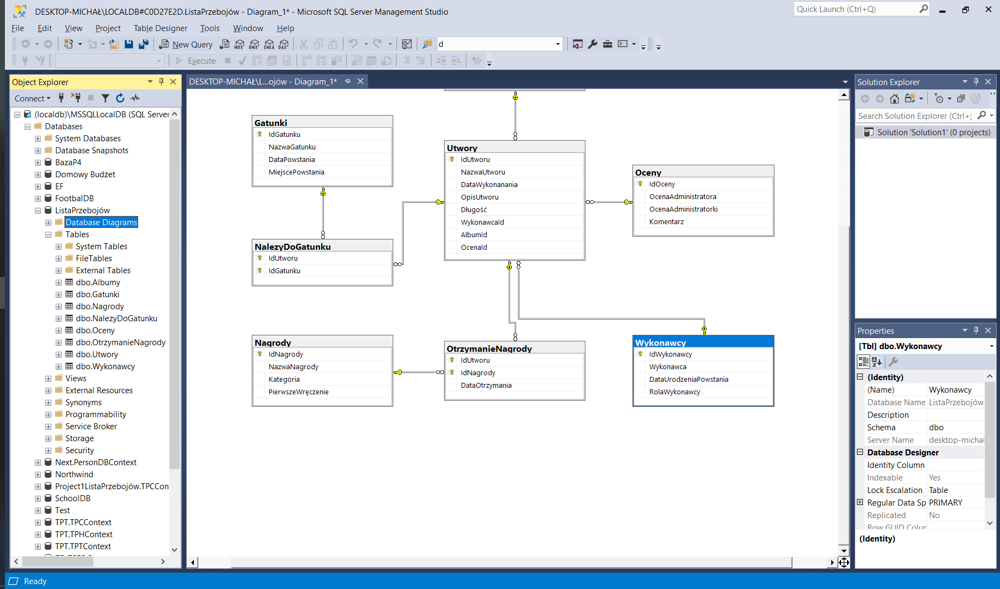 DESKTOP-MICHAŁ\LOCALDB#C0D27E2D.ListaPrzebojów - Diagram_1* - Microsoft SQL Server Management Studio
Quick Launch (Ctrl+Q)
File Edit View Project Table Designer Tools Window Help
New Query
MDX DMX XMLA DAX
d
Execute
Object Explorer
Connect
(localdb)\MSSQLLocalDB (SQL Server
Databases
System Databases
Database Snapshots
BazaP4
Domowy Budżet
EF
FootbalDB
ListaPrzebojów
Database Diagrams
Tables
System Tables
FileTables
External Tables
dbo.Albumy
dbo.Gatunki
dbo.Nagrody
dbo.NalezyDoGatunku
dbo.Oceny
dbo.OtrzymanieNagrody
dbo.Utwory
dbo.Wykonawcy
Views
External Resources
Synonyms
Programmability
Service Broker
Storage
Security
Next.PersonDBContext
Northwind
Project1ListaPrzebojów.TPCCon
SchoolDB
Test
TPT.TPCContext
TPT.TPHContext
TPT.TPTContext
DESKTOP-MICHAŁ\L...ojów - Diagram_1*
Gatunki
IdGatunku
NazwaGatunku
DataPowstania
MiejscePowstania
Utwory
IdUtworu
NazwaUtworu
DataWykonanania
OpisUtworu
Długość
WykonawcaId
AlbumId
OcenaId
Oceny
IdOceny
OcenaAdministratora
OcenaAdministratorki
Komentarz
NalezyDoGatunku
IdUtworu
IdGatunku
Nagrody
IdNagrody
NazwaNagrody
Kategoria
PierwszeWręczenie
OtrzymanieNagrody
IdUtworu
IdNagrody
DataOtrzymania
Wykonawcy
IdWykonawcy
Wykonawca
DataUrodzeniaPowstania
RolaWykonawcy
Solution Explorer
Search Solution Explorer (Ctrl+;
Solution 'Solution1' (0 projects)
Properties
[Tbl] dbo.Wykonawcy
(Identity)
(Name) Wykonawcy
Database Name ListaPrzebojów
Description
Schema dbo
Server Name desktop-michał
Database Designer
Identity Column
Indexable Yes
Lock Escalation Table
Regular Data Sp PRIMARY
Replicated No
Row GUID Colur
(Identity)
Ready